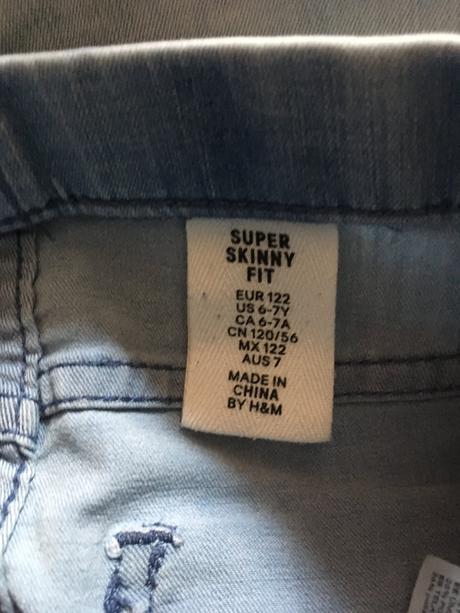 SUPER
SKINNY
FIT
EUR 122
US 6-7Y
CA 6-7A
CN 120/56
MX 122
AUS 7
MADE IN
CHINA
BY H&M